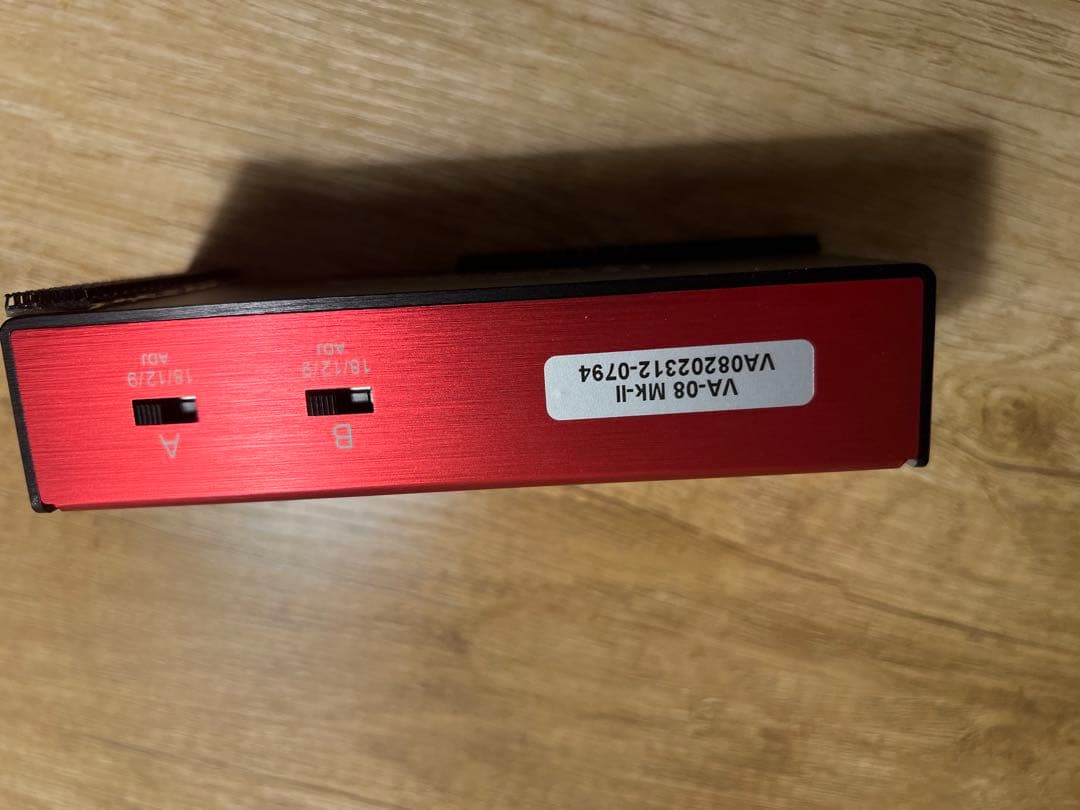 VA-08 Mk-II
VA08202312-0794
B
18/12/9
ADJ
A
18/12/9
ADJ